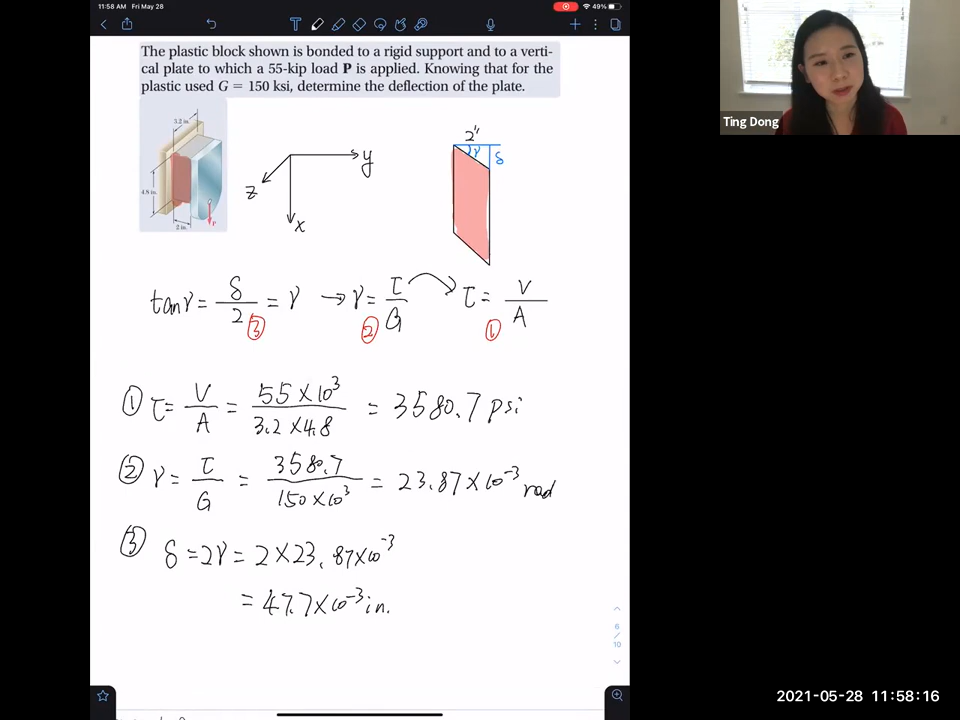 11:58 AM Fri May 28
49%
The plastic block shown is bonded to a rigid support and to a verti-
cal plate to which a 55-kip load P is applied. Knowing that for the
plastic used G = 150 ksi, determine the deflection of the plate.
3.2 in.
4.8 in.
2 in.
P
y
z
x
2"
γ
δ
tanγ = δ/2 = γ → γ = τ/G τ = V/A
③ ② ①
① τ = V/A = 55×10³/3.2×4.8 = 3580.7 psi
② γ = τ/G = 3580.7/150×10³ = 23.87×10⁻³ rad
③ δ = 2γ = 2×23.87×10⁻³
= 47.7×10⁻³ in.
6
/
10
Ting Dong
2021-05-28 11:58:16